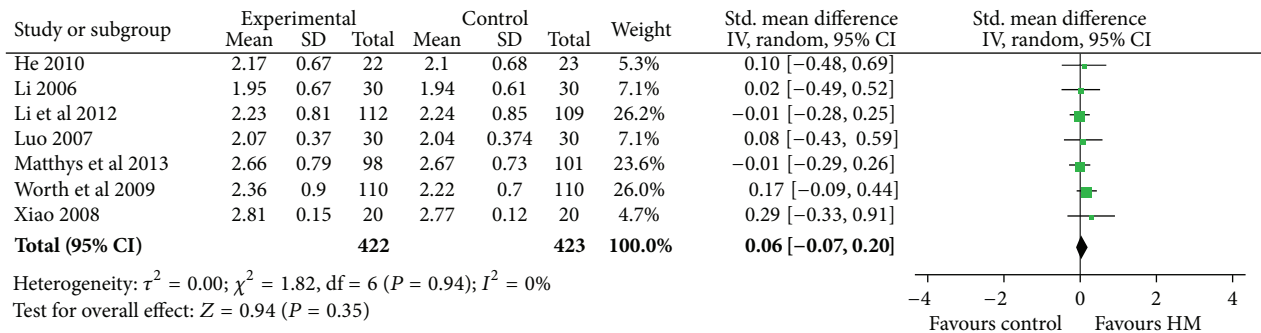 Study or subgroup Experimental Control Weight Std. mean difference Std. mean difference
Mean SD Total Mean SD Total IV, random, 95% CI IV, random, 95% CI
He 2010 2.17 0.67 22 2.1 0.68 23 5.3% 0.10 [−0.48, 0.69]
Li 2006 1.95 0.67 30 1.94 0.61 30 7.1% 0.02 [−0.49, 0.52]
Li et al 2012 2.23 0.81 112 2.24 0.85 109 26.2% −0.01 [−0.28, 0.25]
Luo 2007 2.07 0.37 30 2.04 0.374 30 7.1% 0.08 [−0.43, 0.59]
Matthys et al 2013 2.66 0.79 98 2.67 0.73 101 23.6% −0.01 [−0.29, 0.26]
Worth et al 2009 2.36 0.9 110 2.22 0.7 110 26.0% 0.17 [−0.09, 0.44]
Xiao 2008 2.81 0.15 20 2.77 0.12 20 4.7% 0.29 [−0.33, 0.91]
Total (95% CI) 422 423 100.0% 0.06 [−0.07, 0.20]
Heterogeneity: τ² = 0.00; χ² = 1.82, df = 6 (P = 0.94); I² = 0%
Test for overall effect: Z = 0.94 (P = 0.35)
−4 −2 0 2 4
Favours control Favours HM